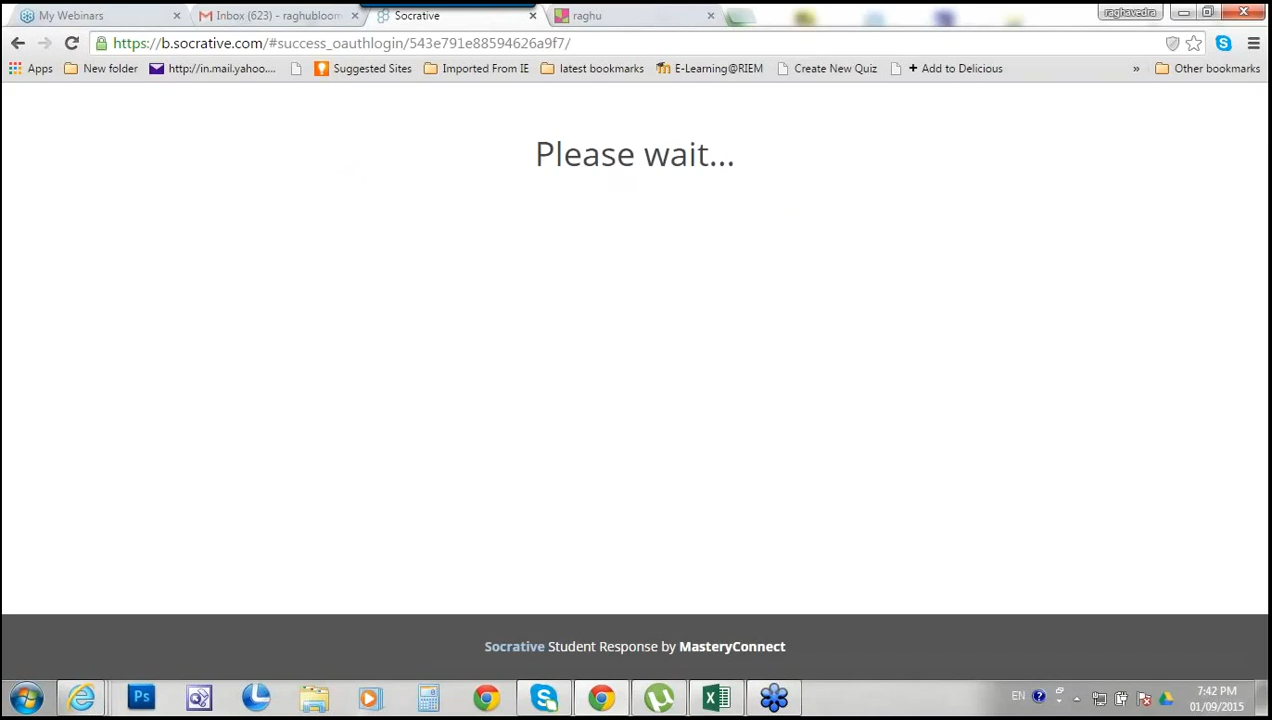 My Webinars
Inbox (623) - raghubloom
Socrative
raghu
raghavedra
https://b.socrative.com/#success_oauthlogin/543e791e88594626a9f7/
Apps
New folder
http://in.mail.yahoo....
Suggested Sites
Imported From IE
latest bookmarks
E-Learning@RIEM
Create New Quiz
+ Add to Delicious
»
Other bookmarks
Please wait...
Socrative Student Response by MasteryConnect
Ps
EN
7:42 PM
01/09/2015